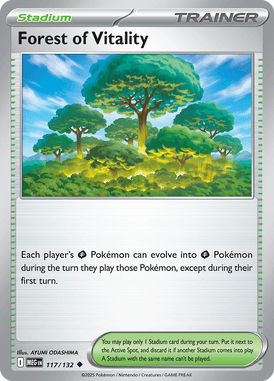 Stadium
TRAINER
Forest of Vitality
Each player's Pokémon can evolve into Pokémon
during the turn they play those Pokémon, except during their
first turn.
Illus. AYUMI ODASHIMA
I MEG EN 117/132
You may play only 1 Stadium card during your turn. Put it next to
the Active Spot, and discard it if another Stadium comes into play. A
Stadium with the same name can't be played.
©2025 Pokémon / Nintendo / Creatures / GAME FREAK